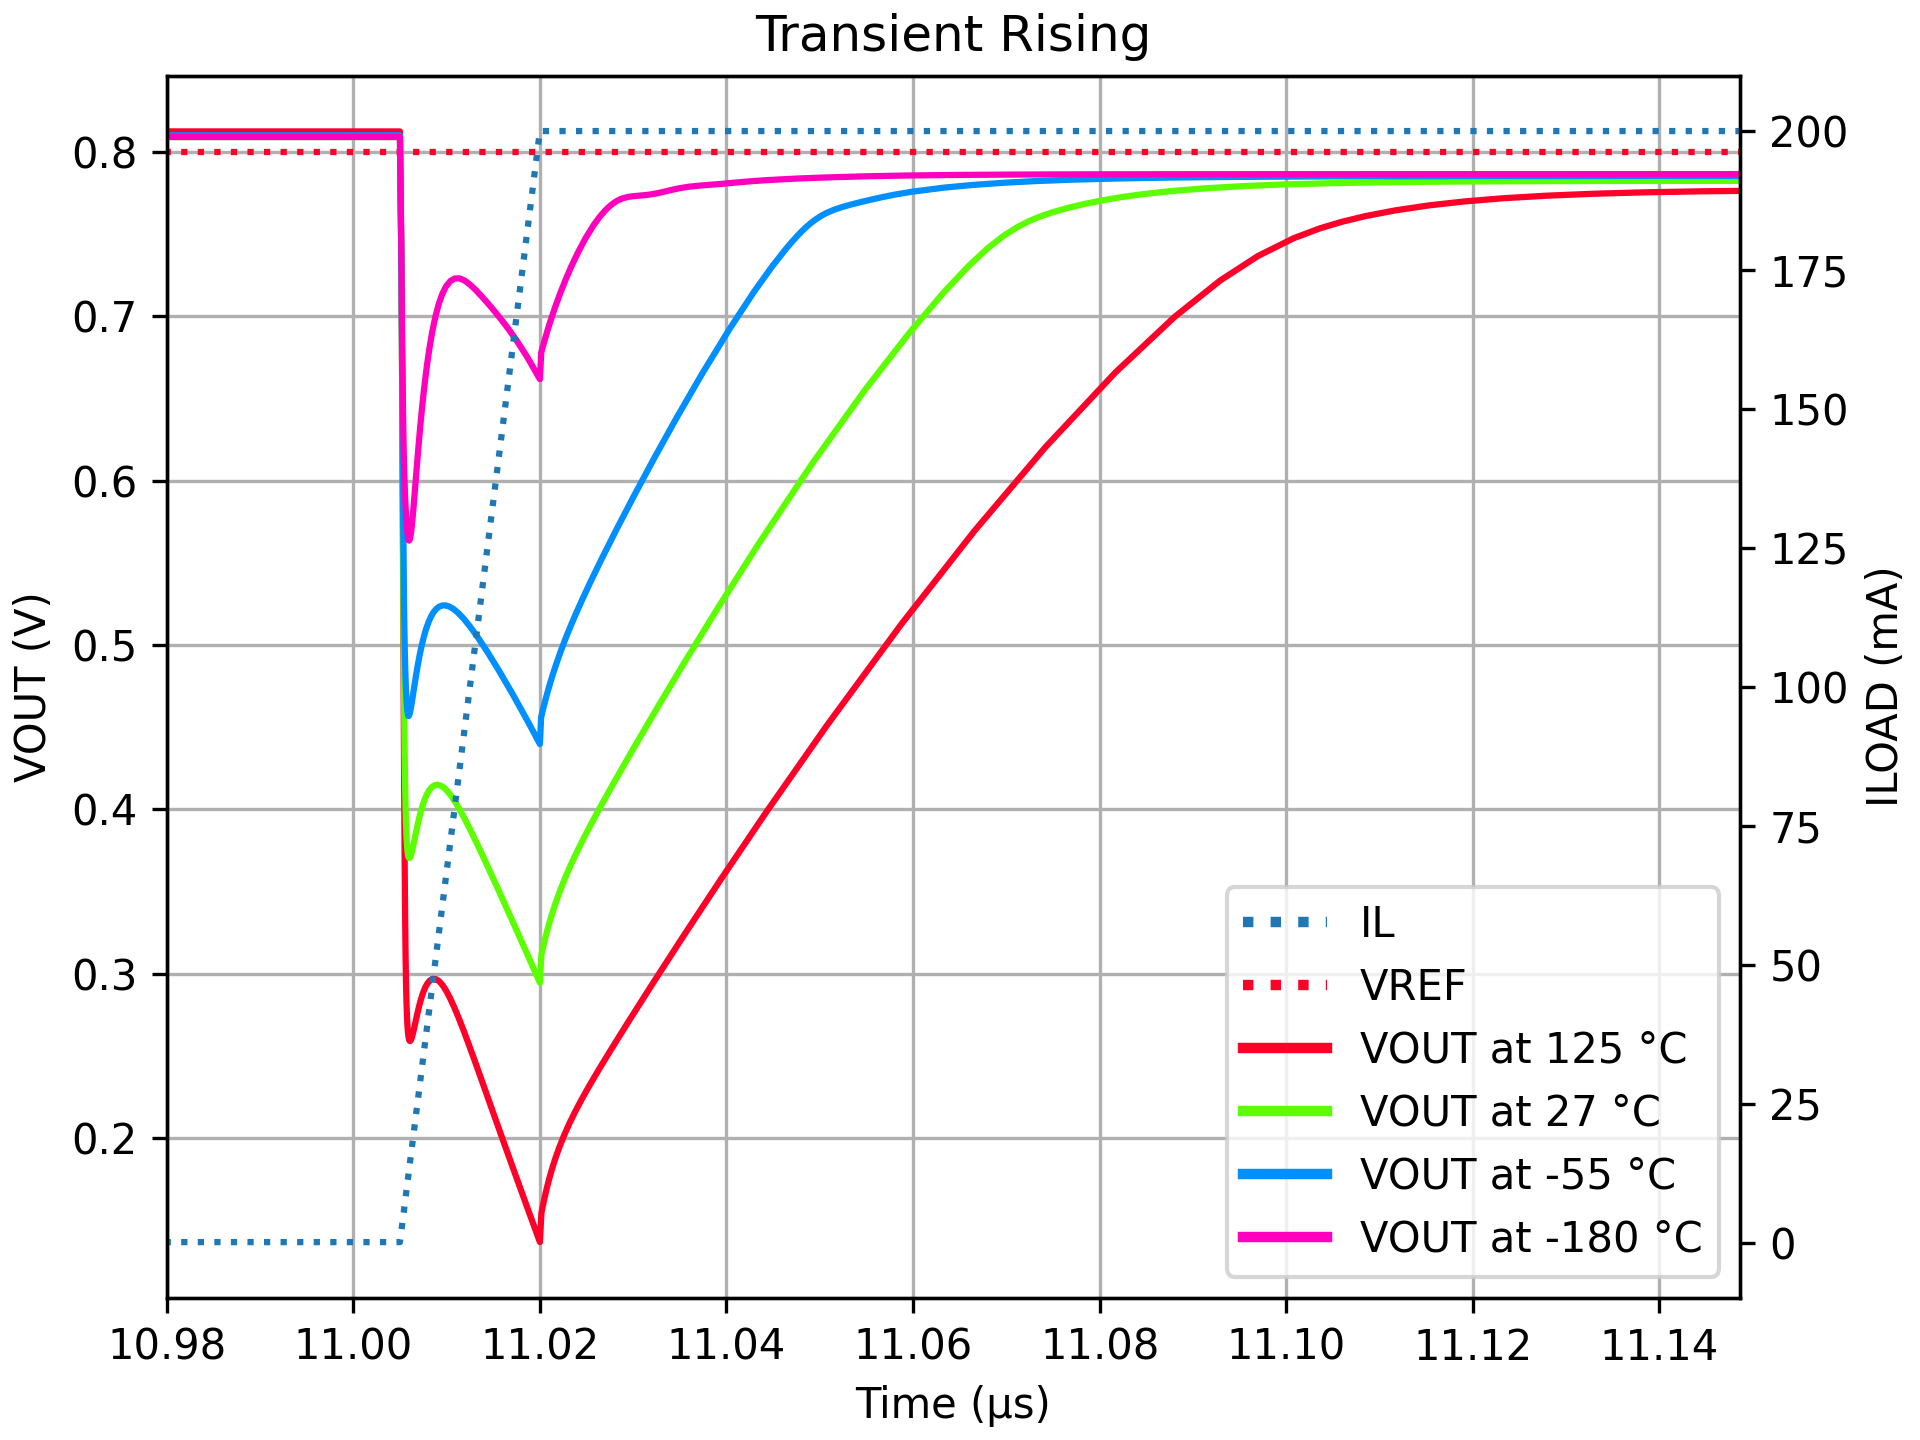 Transient Rising
0.8
0.7
0.6
0.5
0.4
0.3
0.2
VOUT (V)
200
175
150
125
100
75
50
25
0
ILOAD (mA)
IL
VREF
VOUT at 125 °C
VOUT at 27 °C
VOUT at -55 °C
VOUT at -180 °C
10.98 11.00 11.02 11.04 11.06 11.08 11.10 11.12 11.14
Time (µs)